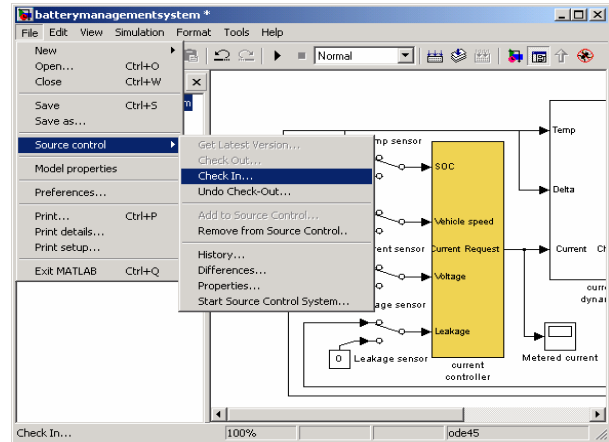 batterymanagementsystem *
File Edit View Simulation Format Tools Help
New
Open... Ctrl+O
Close Ctrl+W
Save Ctrl+S
Save as...
Source control
Model properties
Preferences...
Print... Ctrl+P
Print details...
Print setup...
Exit MATLAB Ctrl+Q
Normal
Get Latest Version...
Check Out...
Check In...
Undo Check-Out...
Add to Source Control...
Remove from Source Control..
History...
Differences...
Properties...
Start Source Control System...
mp sensor
SOC
Vehicle speed
rent sensor
Current Request
Voltage
age sensor
Leakage
0
Leakage sensor
current
controller
Temp
Delta
Current
Metered current
Check In...
100%
ode45